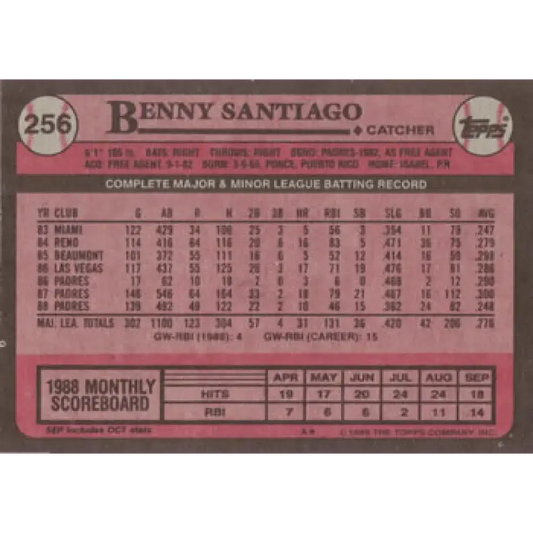 256
BENNY SANTIAGO
CATCHER
TOPPS
6'1" 185 lb. BATS: RIGHT THROWS: RIGHT SGND: PADRES-1982, AS FREE AGENT
ACQ: FREE AGENT, 9-1-82 BORN: 3-9-65, PONCE, PUERTO RICO HOME: ISABEL, P.R.
COMPLETE MAJOR & MINOR LEAGUE BATTING RECORD
YR CLUB G AB R H 2B 3B HR RBI SB SLG BB SO AVG
83 MIAMI 122 429 34 106 25 3 5 56 3 .354 11 79 .247
84 RENO 114 416 64 116 20 6 16 83 5 .471 36 75 .279
85 BEAUMONT 101 372 55 111 16 6 5 52 12 .414 16 59 .298
86 LAS VEGAS 117 437 55 125 26 3 17 71 19 .476 17 81 .286
86 PADRES 17 62 10 18 2 0 3 6 0 .468 2 12 .290
87 PADRES 146 546 64 164 33 2 18 79 21 .467 16 112 .300
88 PADRES 139 492 49 122 22 2 10 46 15 .362 24 82 .248
MAJ. LEA. TOTALS 302 1100 123 304 57 4 31 131 36 .420 42 206 .276
GW-RBI (1988): 4 GW-RBI (CAREER): 15
1988 MONTHLY SCOREBOARD
APR MAY JUN JUL AUG SEP
HITS 19 17 20 24 24 18
RBI 7 6 6 2 11 14
SEP includes OCT stats
© 1989 THE TOPPS COMPANY, INC.